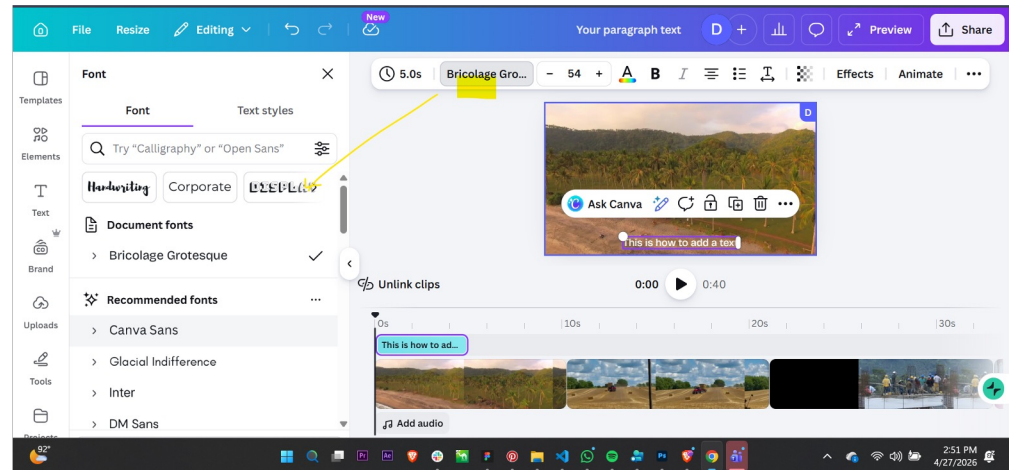 File Resize Editing New Your paragraph text D + Preview Share
Templates
Elements
Text
Brand
Uploads
Tools
Projects
Font
Font Text styles
Try “Calligraphy” or “Open Sans”
Handwriting Corporate DISPLAY
Document fonts
Bricolage Grotesque
Recommended fonts ...
Canva Sans
Glacial Indifference
Inter
DM Sans
5.0s Bricolage Gro... - 54 + A B I T Effects Animate ...
D
Ask Canva ...
This is how to add a text
Unlink clips 0:00 0:40
0s 10s 20s 30s
This is how to ad...
Add audio
92° Pr Ae Ps 2:51 PM
4/27/2026